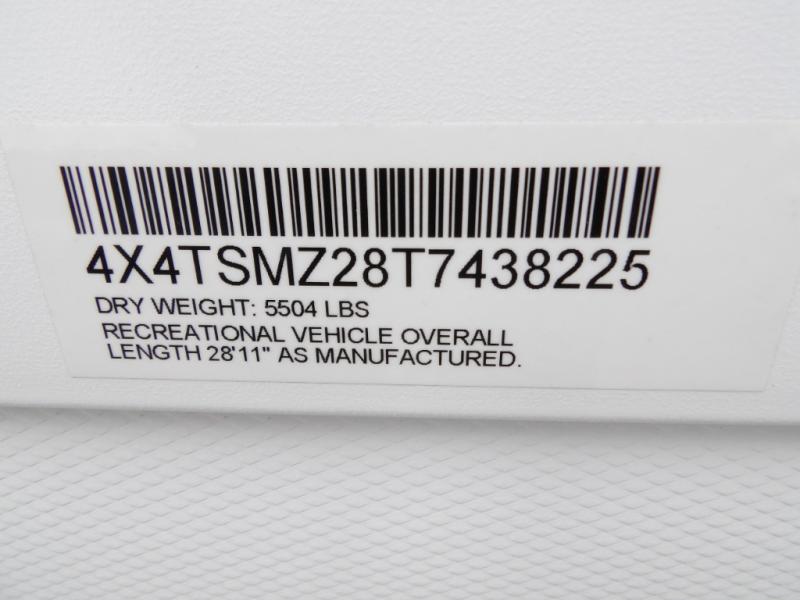 4X4TSMZ28T7438225
DRY WEIGHT: 5504 LBS
RECREATIONAL VEHICLE OVERALL
LENGTH 28'11" AS MANUFACTURED.